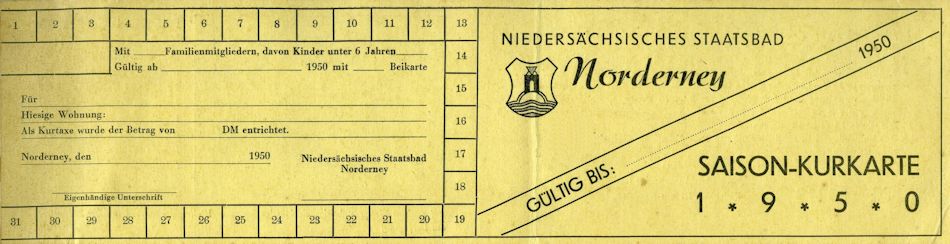 1 2 3 4 5 6 7 8 9 10 11 12 13
Mit Familienmitgliedern, davon Kinder unter 6 Jahren
Gültig ab 1950 mit Beikarte
14
15
Für
Hiesige Wohnung:
16
Als Kurtaxe wurde der Betrag von DM entrichtet.
Norderney, den 1950
17
Niedersächsisches Staatsbad
Norderney
18
Eigenhändige Unterschrift
31 30 29 28 27 26 25 24 23 22 21 20 19
NIEDERSÄCHSISCHES STAATSBAD
Norderney
GÜLTIG BIS: 1950
SAISON-KURKARTE
1 * 9 * 5 * 0